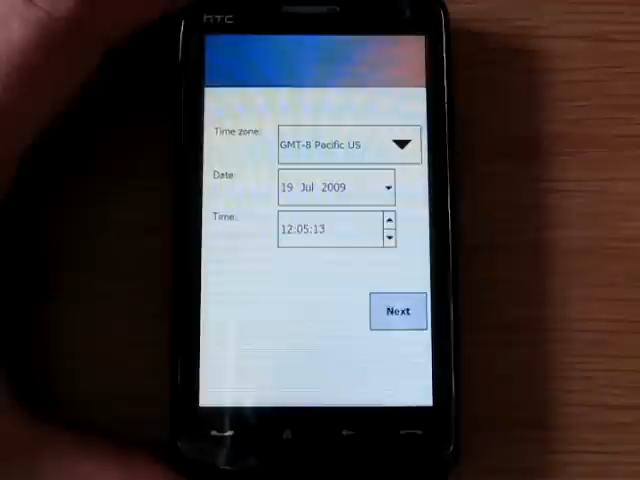 hTC
Time zone:
GMT-8 Pacific US
Date:
19 Jul 2009
Time:
12:05:13
Next